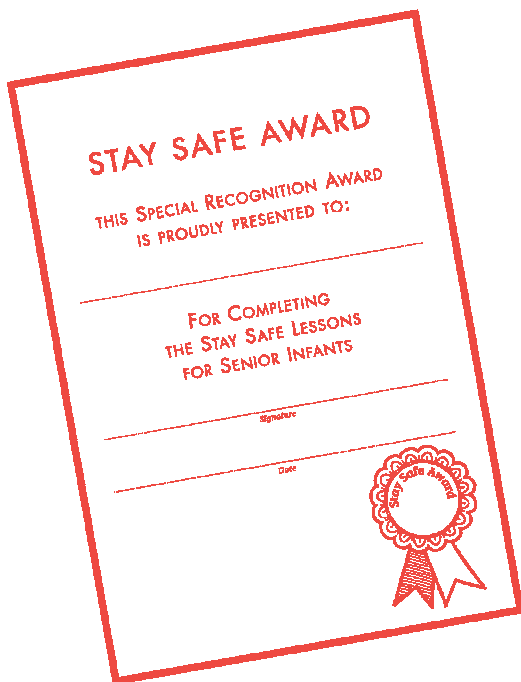 STAY SAFE AWARD
THIS SPECIAL RECOGNITION AWARD
IS PROUDLY PRESENTED TO:
FOR COMPLETING
THE STAY SAFE LESSONS
FOR SENIOR INFANTS
Signature
Date
Stay Safe Award